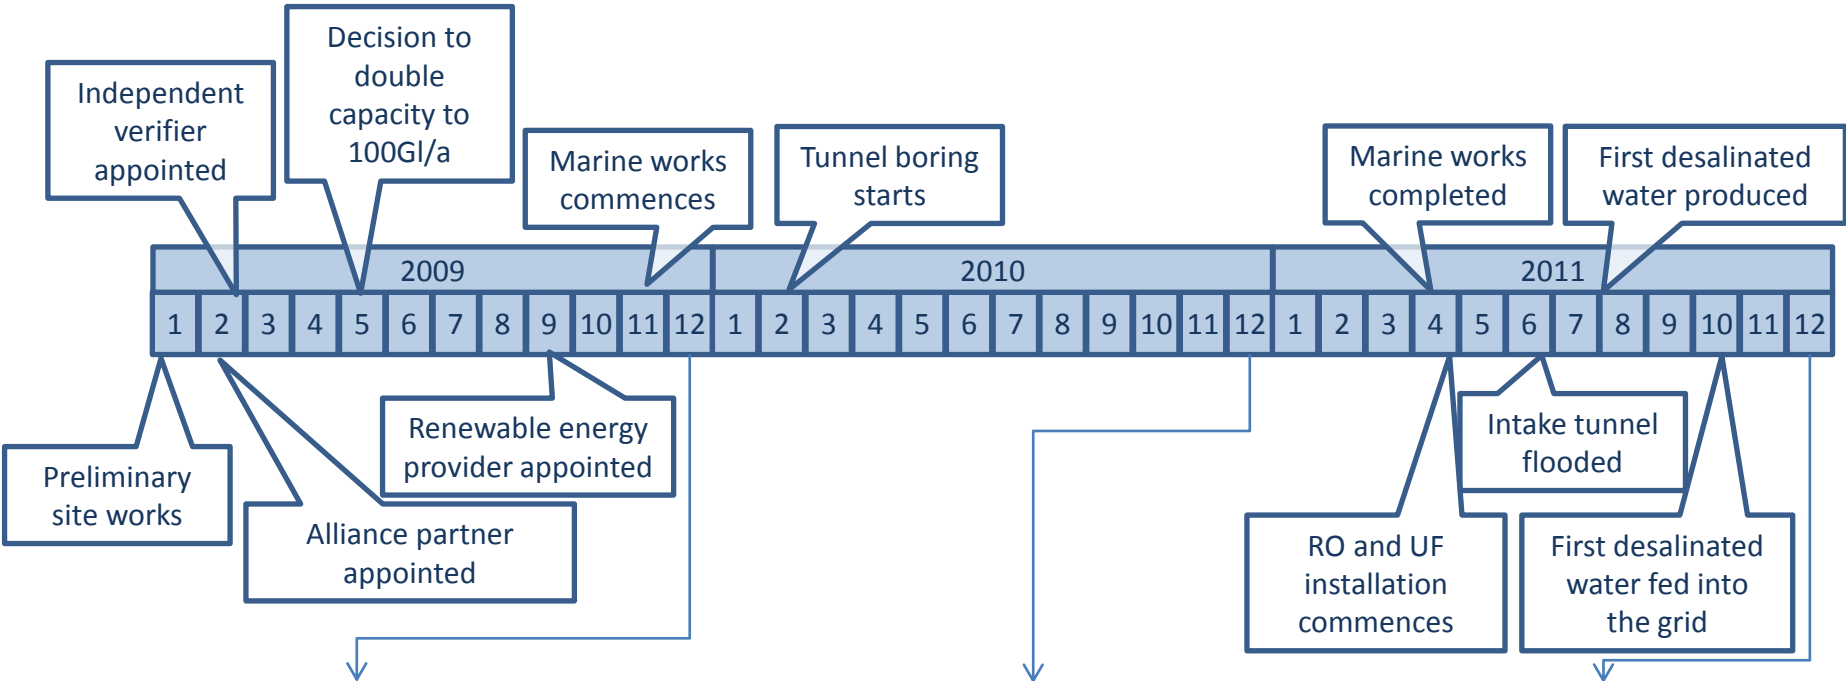 Decision to
double
capacity to
100Gl/a
Independent
verifier
appointed
Marine works
commences
Tunnel boring
starts
Marine works
completed
First desalinated
water produced
2009
2010
2011
1 2 3 4 5 6 7 8 9 10 11 12 1 2 3 4 5 6 7 8 9 10 11 12 1 2 3 4 5 6 7 8 9 10 11 12
Preliminary
site works
Alliance partner
appointed
Renewable energy
provider appointed
RO and UF
installation
commences
Intake tunnel
flooded
First desalinated
water fed into
the grid